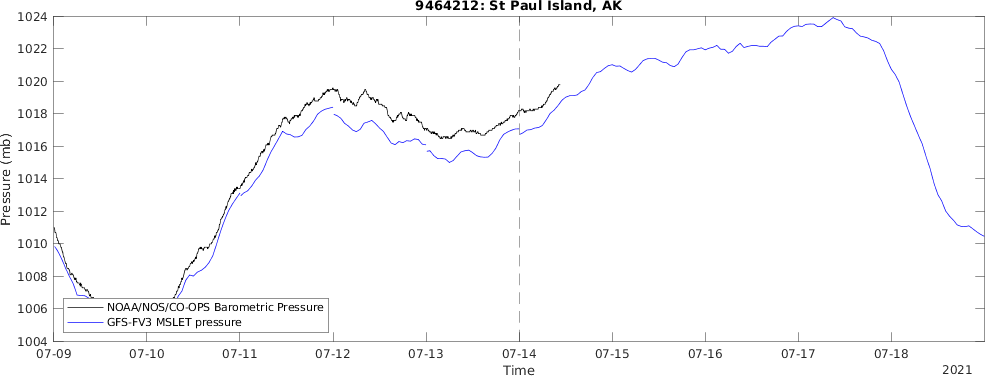 9464212: St Paul Island, AK
Pressure (mb)
1024
1022
1020
1018
1016
1014
1012
1010
1008
1006
1004
NOAA/NOS/CO-OPS Barometric Pressure
GFS-FV3 MSLET pressure
07-09 07-10 07-11 07-12 07-13 07-14 07-15 07-16 07-17 07-18
Time
2021